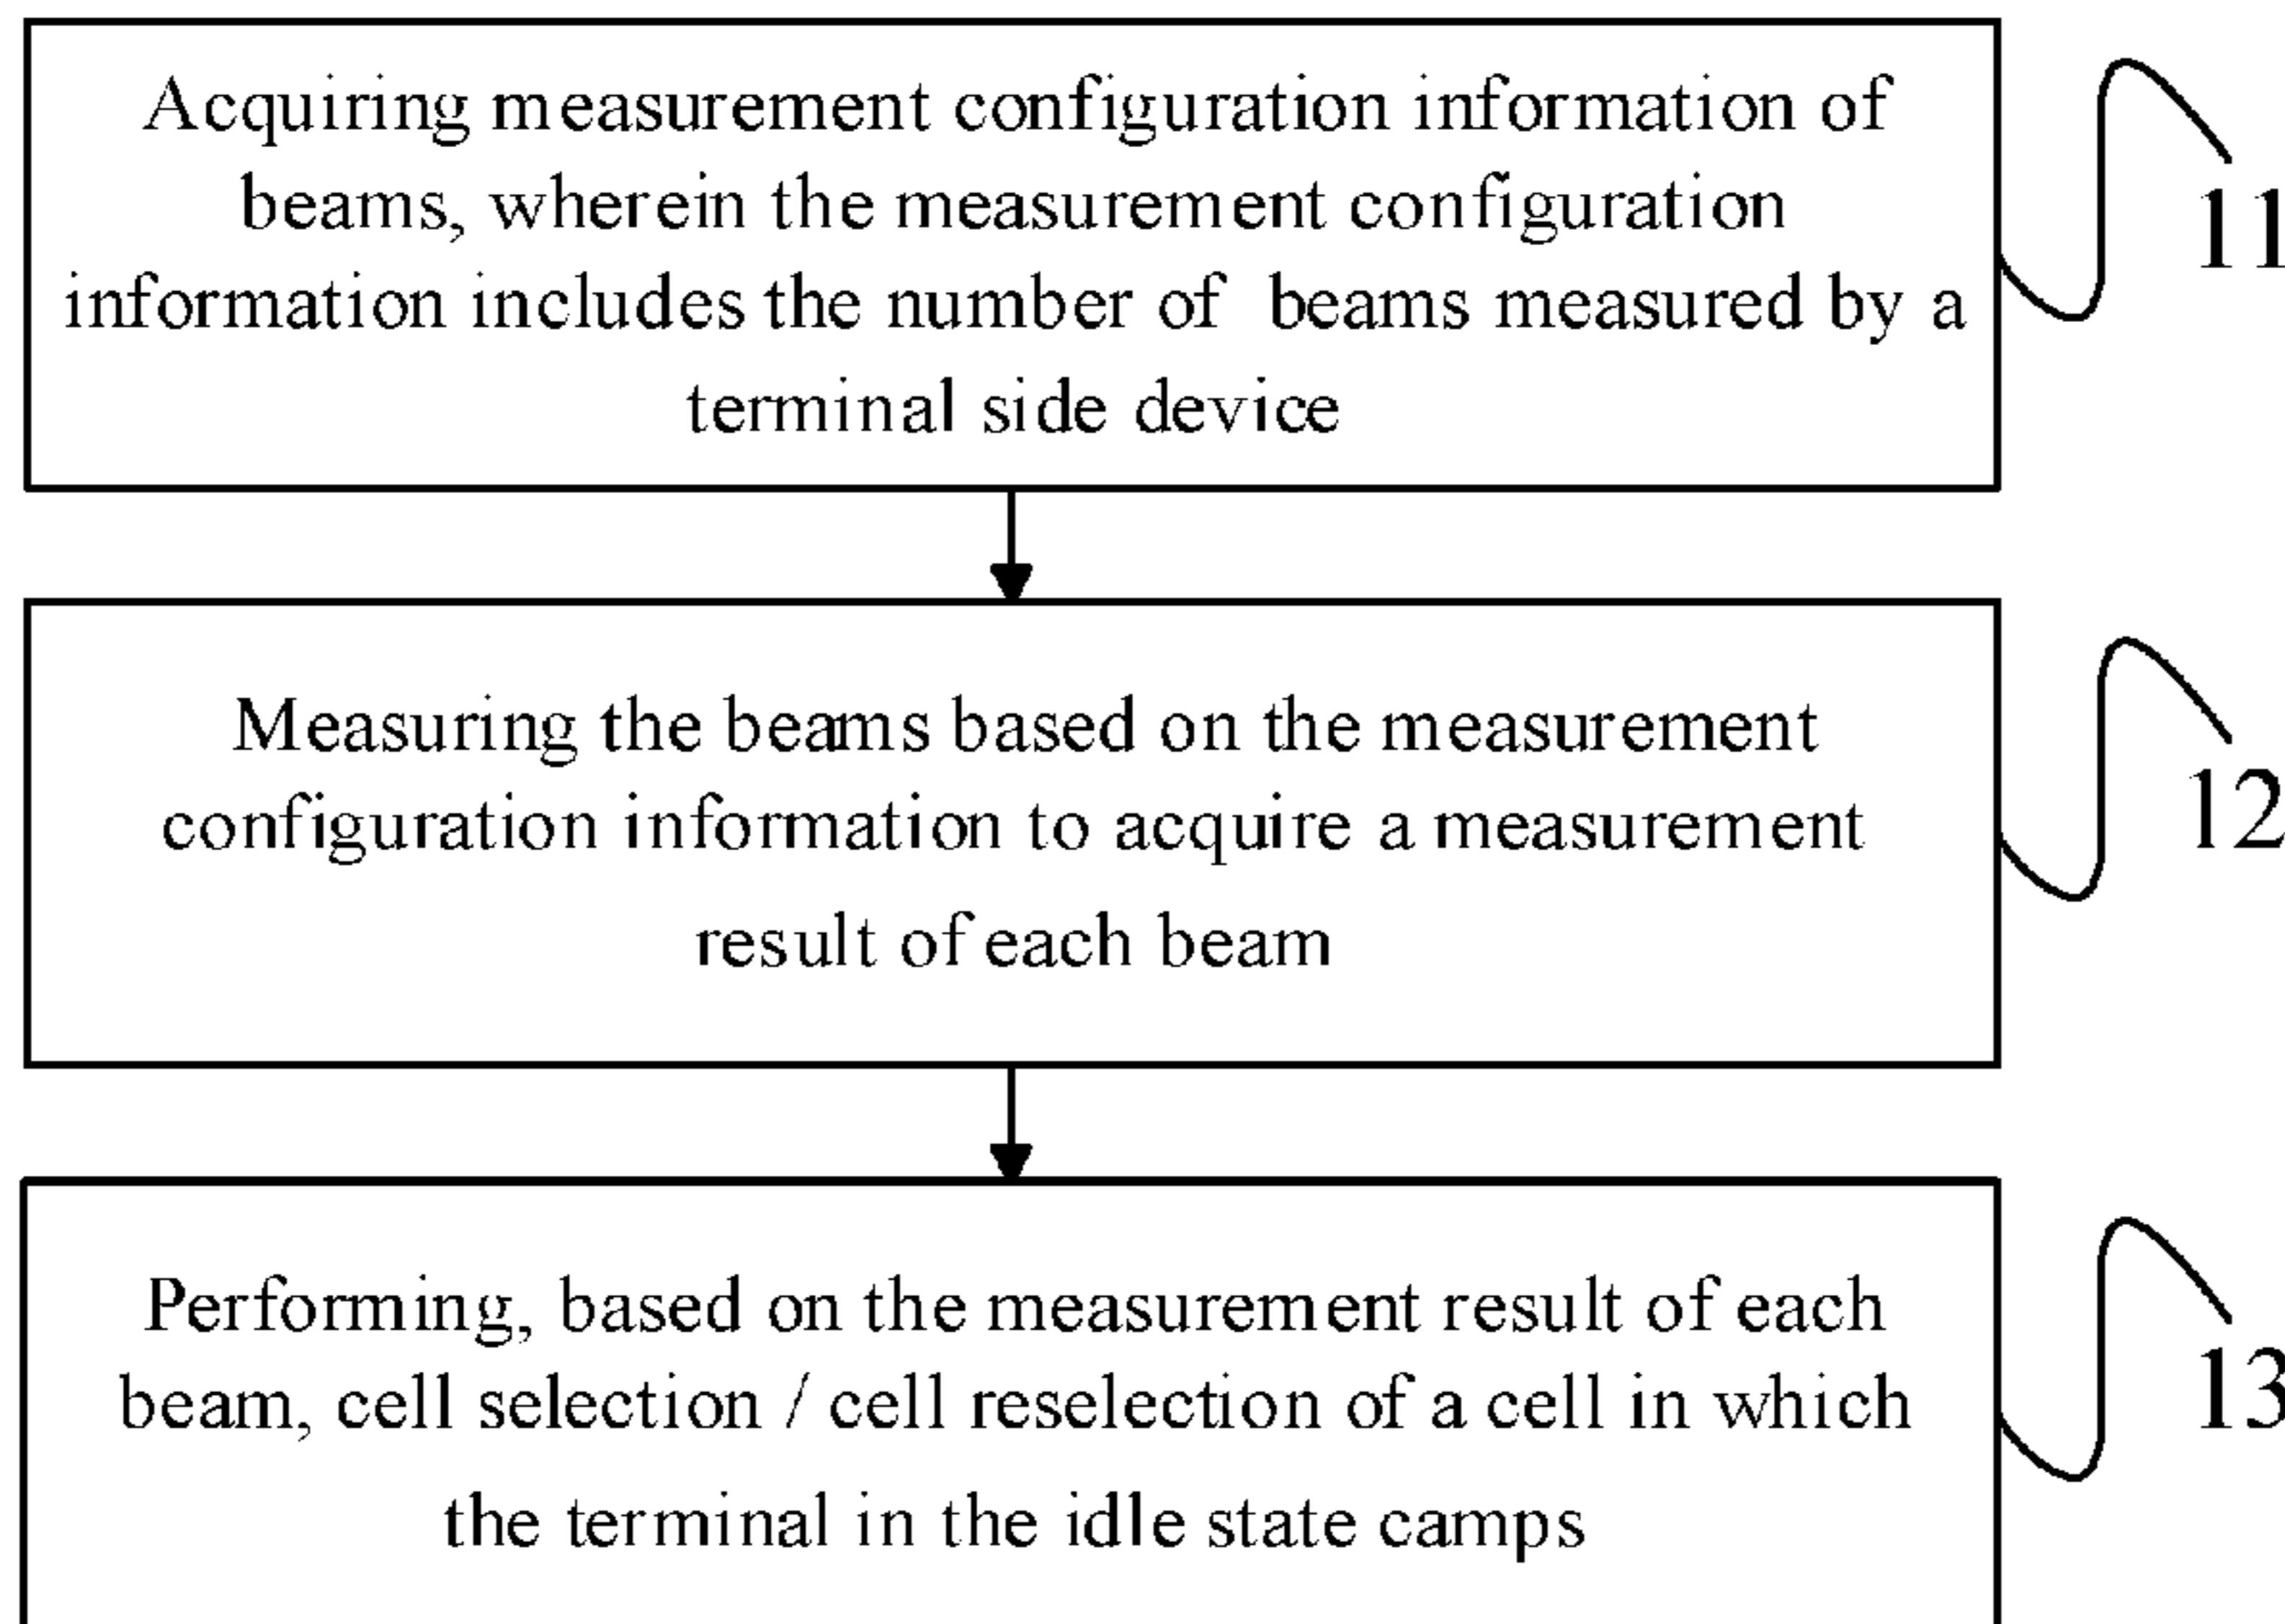 Acquiring measurement configuration information of
beams, wherein the measurement configuration
information includes the number of beams measured by a
terminal side device
11
Measuring the beams based on the measurement
configuration information to acquire a measurement
result of each beam
12
Performing, based on the measurement result of each
beam, cell selection / cell reselection of a cell in which
the terminal in the idle state camps
13